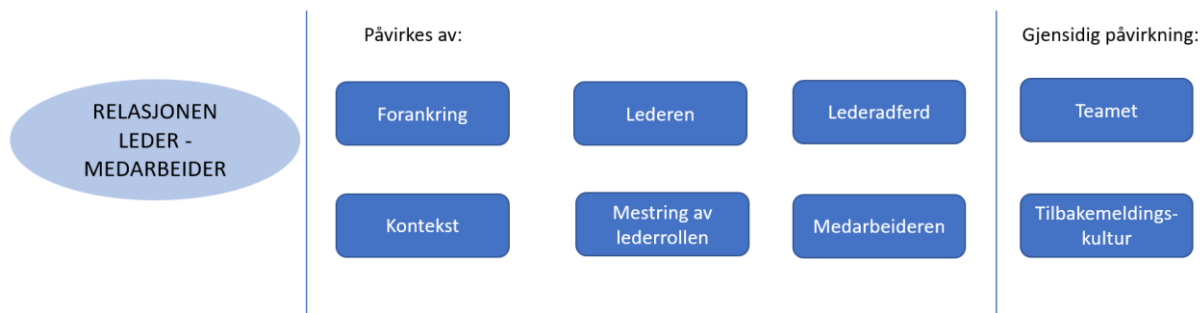 RELASJONEN
LEDER -
MEDARBEIDER
Påvirkes av:
Forankring
Lederen
Lederadferd
Kontekst
Mestring av
lederrollen
Medarbeideren
Gjensidig påvirkning:
Teamet
Tilbakemeldings-
kultur